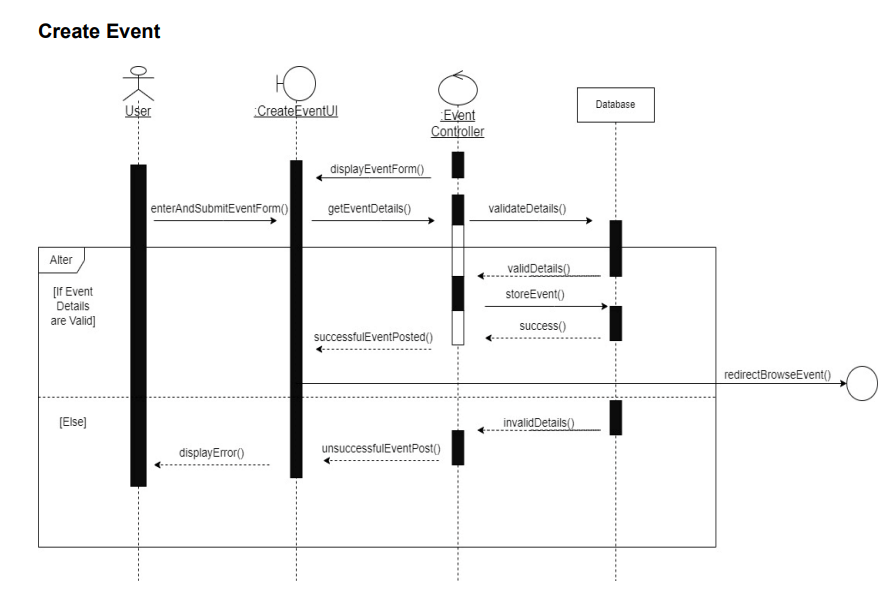 Create Event
User
:CreateEventUI
:Event
Controller
Database
displayEventForm()
enterAndSubmitEventForm()
getEventDetails()
validateDetails()
Alter
[If Event
Details
are Valid]
validDetails()
storeEvent()
success()
successfulEventPosted()
redirectBrowseEvent()
[Else]
invalidDetails()
unsuccessfulEventPost()
displayError()